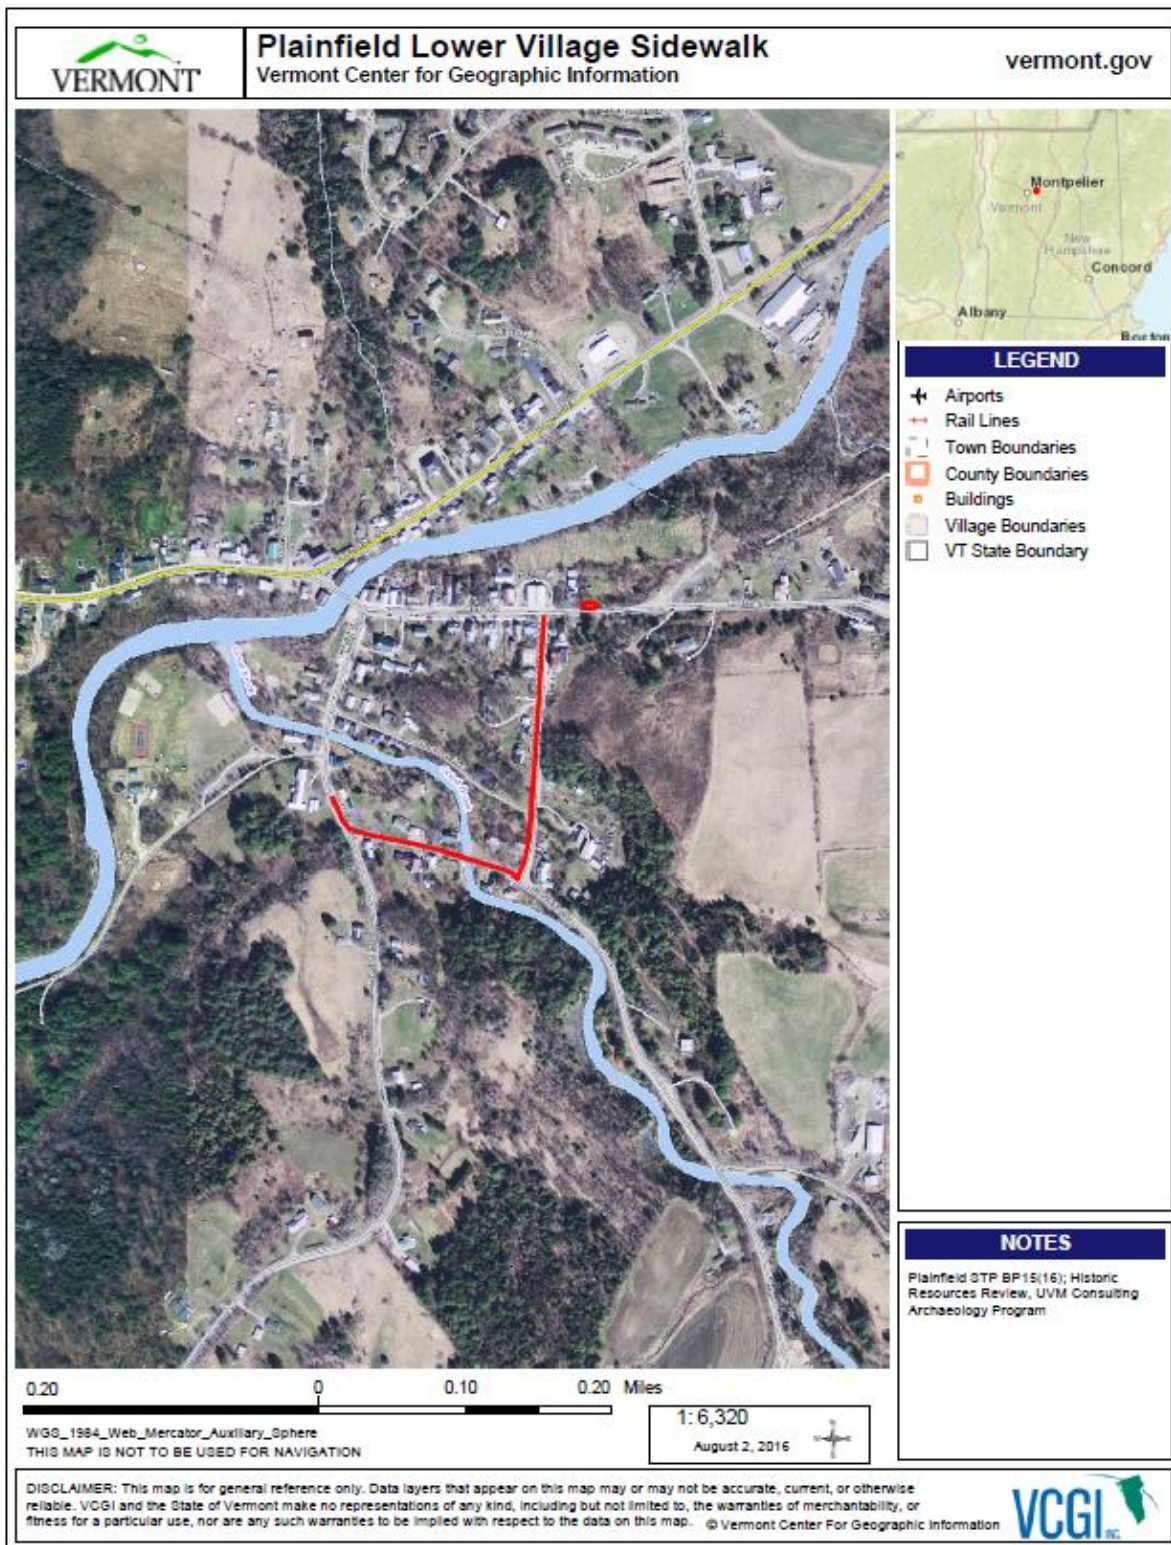 VERMONT
Plainfield Lower Village Sidewalk
Vermont Center for Geographic Information
vermont.gov
Montpelier
Vermont
New
Hampshire
Concord
Albany
Boston
LEGEND
Airports
Rail Lines
Town Boundaries
County Boundaries
Buildings
Village Boundaries
VT State Boundary
NOTES
Plainfield STP BP15(16); Historic
Resources Review, UVM Consulting
Archaeology Program
0.20 0 0.10 0.20 Miles
WGS_1984_Web_Mercator_Auxiliary_Sphere
THIS MAP IS NOT TO BE USED FOR NAVIGATION
1: 6,320
August 2, 2016
DISCLAIMER: This map is for general reference only. Data layers that appear on this map may or may not be accurate, current, or otherwise
reliable. VCGI and the State of Vermont make no representations of any kind, including but not limited to, the warranties of merchantability, or
fitness for a particular use, nor are any such warranties to be implied with respect to the data on this map. © Vermont Center For Geographic Information
VCGI INC.